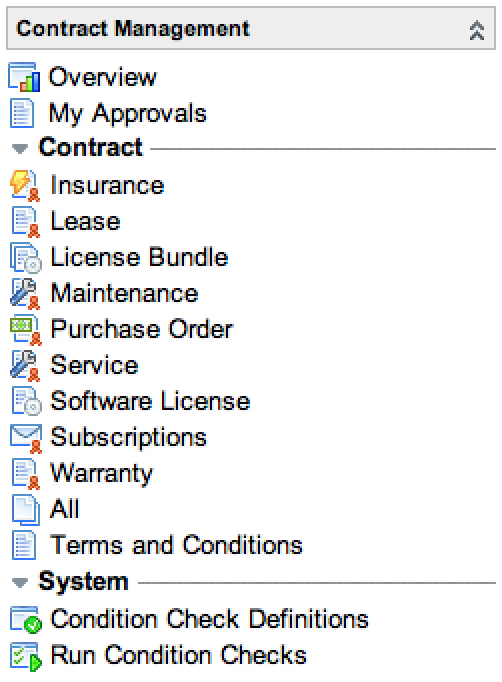 Contract Management
Overview
My Approvals
Contract
Insurance
Lease
License Bundle
Maintenance
Purchase Order
Service
Software License
Subscriptions
Warranty
All
Terms and Conditions
System
Condition Check Definitions
Run Condition Checks